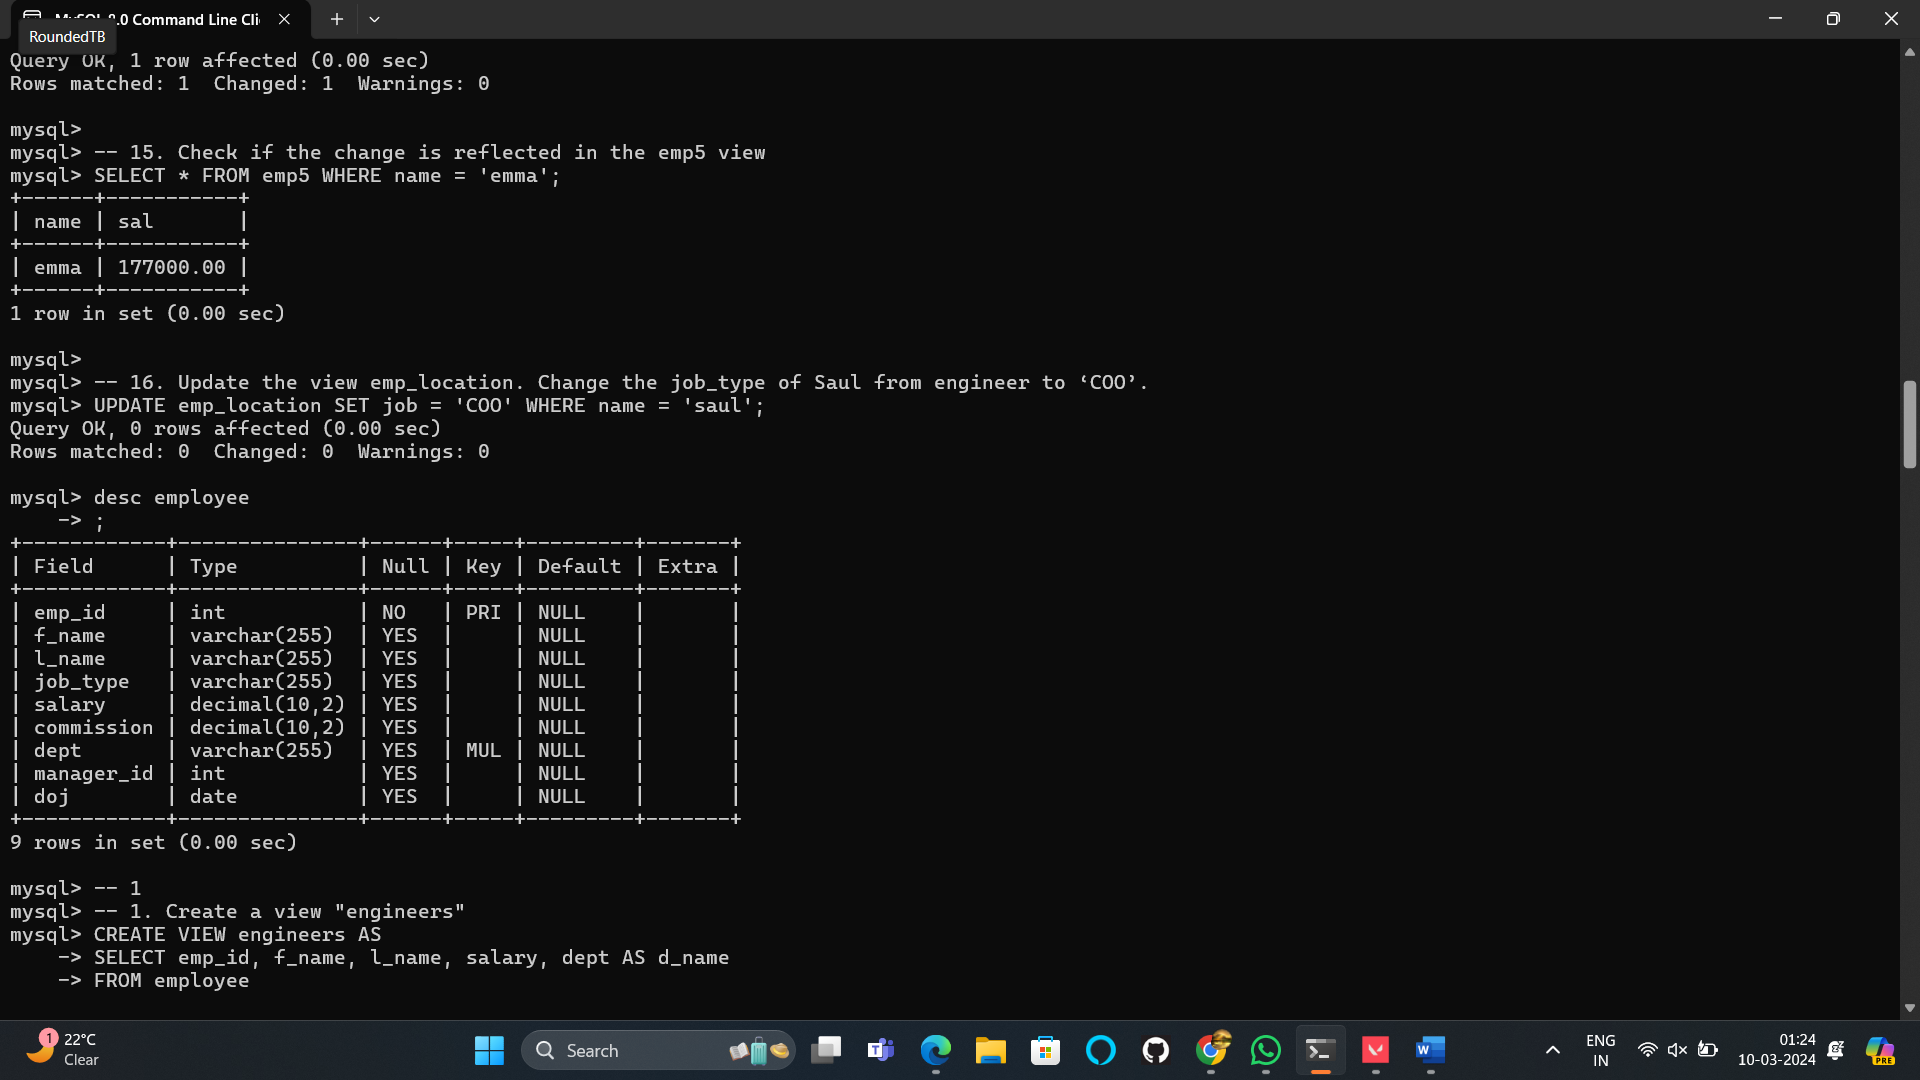 MySQL 8.0 Command Line Cli
RoundedTB
Query OK, 1 row affected (0.00 sec)
Rows matched: 1  Changed: 1  Warnings: 0
mysql>
mysql> -- 15. Check if the change is reflected in the emp5 view
mysql> SELECT * FROM emp5 WHERE name = 'emma';
+------+-----------+
| name | sal       |
+------+-----------+
| emma | 177000.00 |
+------+-----------+
1 row in set (0.00 sec)
mysql>
mysql> -- 16. Update the view emp_location. Change the job_type of Saul from engineer to ‘COO’.
mysql> UPDATE emp_location SET job = 'COO' WHERE name = 'saul';
Query OK, 0 rows affected (0.00 sec)
Rows matched: 0  Changed: 0  Warnings: 0
mysql> desc employee
    -> ;
+------------+---------------+------+-----+---------+-------+
| Field      | Type          | Null | Key | Default | Extra |
+------------+---------------+------+-----+---------+-------+
| emp_id     | int           | NO   | PRI | NULL    |       |
| f_name     | varchar(255)  | YES  |     | NULL    |       |
| l_name     | varchar(255)  | YES  |     | NULL    |       |
| job_type   | varchar(255)  | YES  |     | NULL    |       |
| salary     | decimal(10,2) | YES  |     | NULL    |       |
| commission | decimal(10,2) | YES  |     | NULL    |       |
| dept       | varchar(255)  | YES  | MUL | NULL    |       |
| manager_id | int           | YES  |     | NULL    |       |
| doj        | date          | YES  |     | NULL    |       |
+------------+---------------+------+-----+---------+-------+
9 rows in set (0.00 sec)
mysql> -- 1
mysql> -- 1. Create a view "engineers"
mysql> CREATE VIEW engineers AS
    -> SELECT emp_id, f_name, l_name, salary, dept AS d_name
    -> FROM employee
1
22°C
Clear
Search
ENG
IN
01:24
10-03-2024
PRE